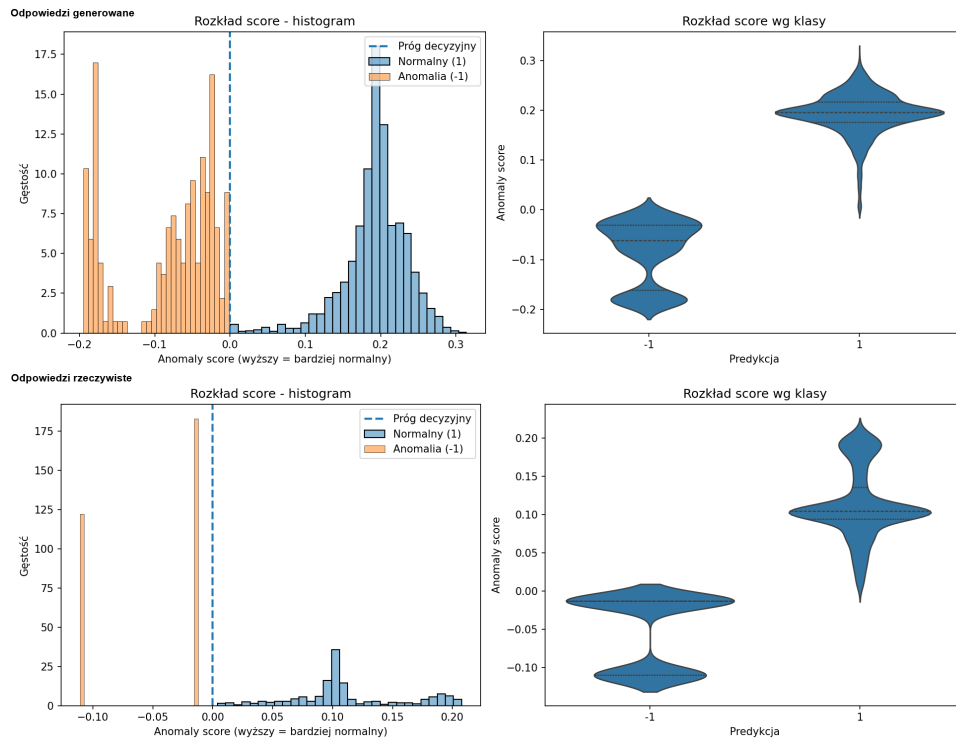 Odpowiedzi generowane
Rozkład score - histogram
17.5
15.0
12.5
10.0
7.5
5.0
2.5
0.0
Gęstość
Próg decyzyjny
Normalny (1)
Anomalia (-1)
−0.2 −0.1 0.0 0.1 0.2 0.3
Anomaly score (wyższy = bardziej normalny)
Rozkład score wg klasy
0.3
0.2
0.1
0.0
−0.1
−0.2
Anomaly score
-1 1
Predykcja
Odpowiedzi rzeczywiste
Rozkład score - histogram
175
150
125
100
75
50
25
0
Gęstość
Próg decyzyjny
Normalny (1)
Anomalia (-1)
−0.10 −0.05 0.00 0.05 0.10 0.15 0.20
Anomaly score (wyższy = bardziej normalny)
Rozkład score wg klasy
0.20
0.15
0.10
0.05
0.00
−0.05
−0.10
Anomaly score
-1 1
Predykcja